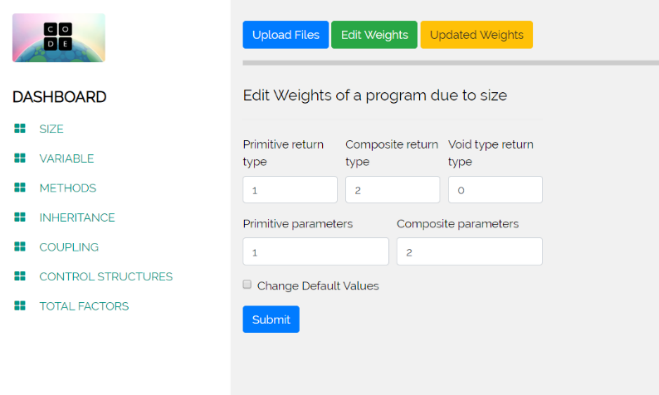 CO
DE
DASHBOARD
SIZE
VARIABLE
METHODS
INHERITANCE
COUPLING
CONTROL STRUCTURES
TOTAL FACTORS
Upload Files
Edit Weights
Updated Weights
Edit Weights of a program due to size
Primitive return
type
1
Composite return
type
2
Void type return
type
0
Primitive parameters
1
Composite parameters
2
Change Default Values
Submit